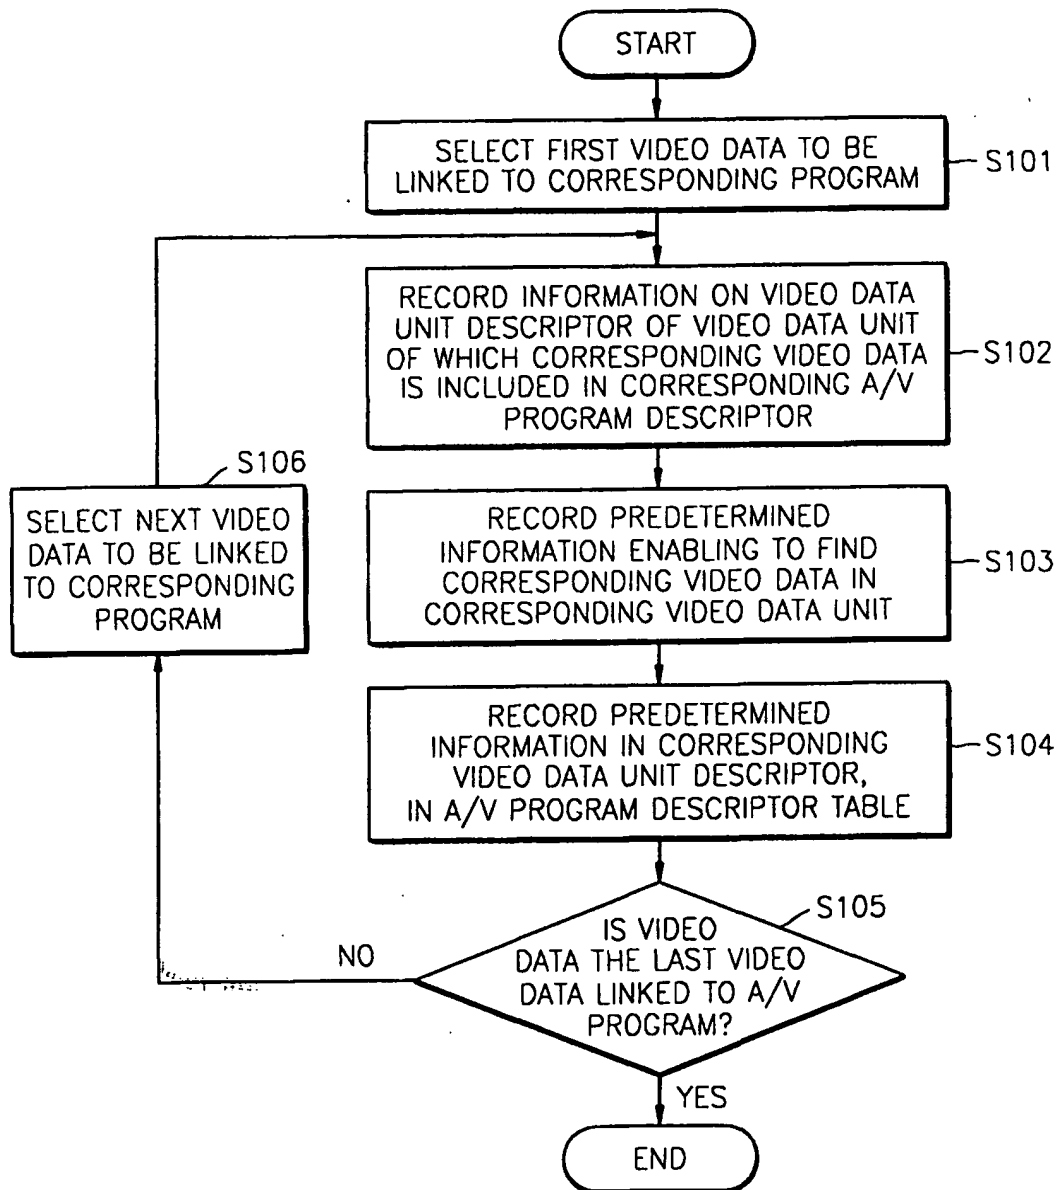 START
SELECT FIRST VIDEO DATA TO BE
LINKED TO CORRESPONDING PROGRAM
S101
RECORD INFORMATION ON VIDEO DATA
UNIT DESCRIPTOR OF VIDEO DATA UNIT
OF WHICH CORRESPONDING VIDEO DATA
IS INCLUDED IN CORRESPONDING A/V
PROGRAM DESCRIPTOR
S102
S106
SELECT NEXT VIDEO
DATA TO BE LINKED
TO CORRESPONDING
PROGRAM
RECORD PREDETERMINED
INFORMATION ENABLING TO FIND
CORRESPONDING VIDEO DATA IN
CORRESPONDING VIDEO DATA UNIT
S103
RECORD PREDETERMINED
INFORMATION IN CORRESPONDING
VIDEO DATA UNIT DESCRIPTOR,
IN A/V PROGRAM DESCRIPTOR TABLE
S104
S105
IS VIDEO
DATA THE LAST VIDEO
DATA LINKED TO A/V
PROGRAM?
NO
YES
END